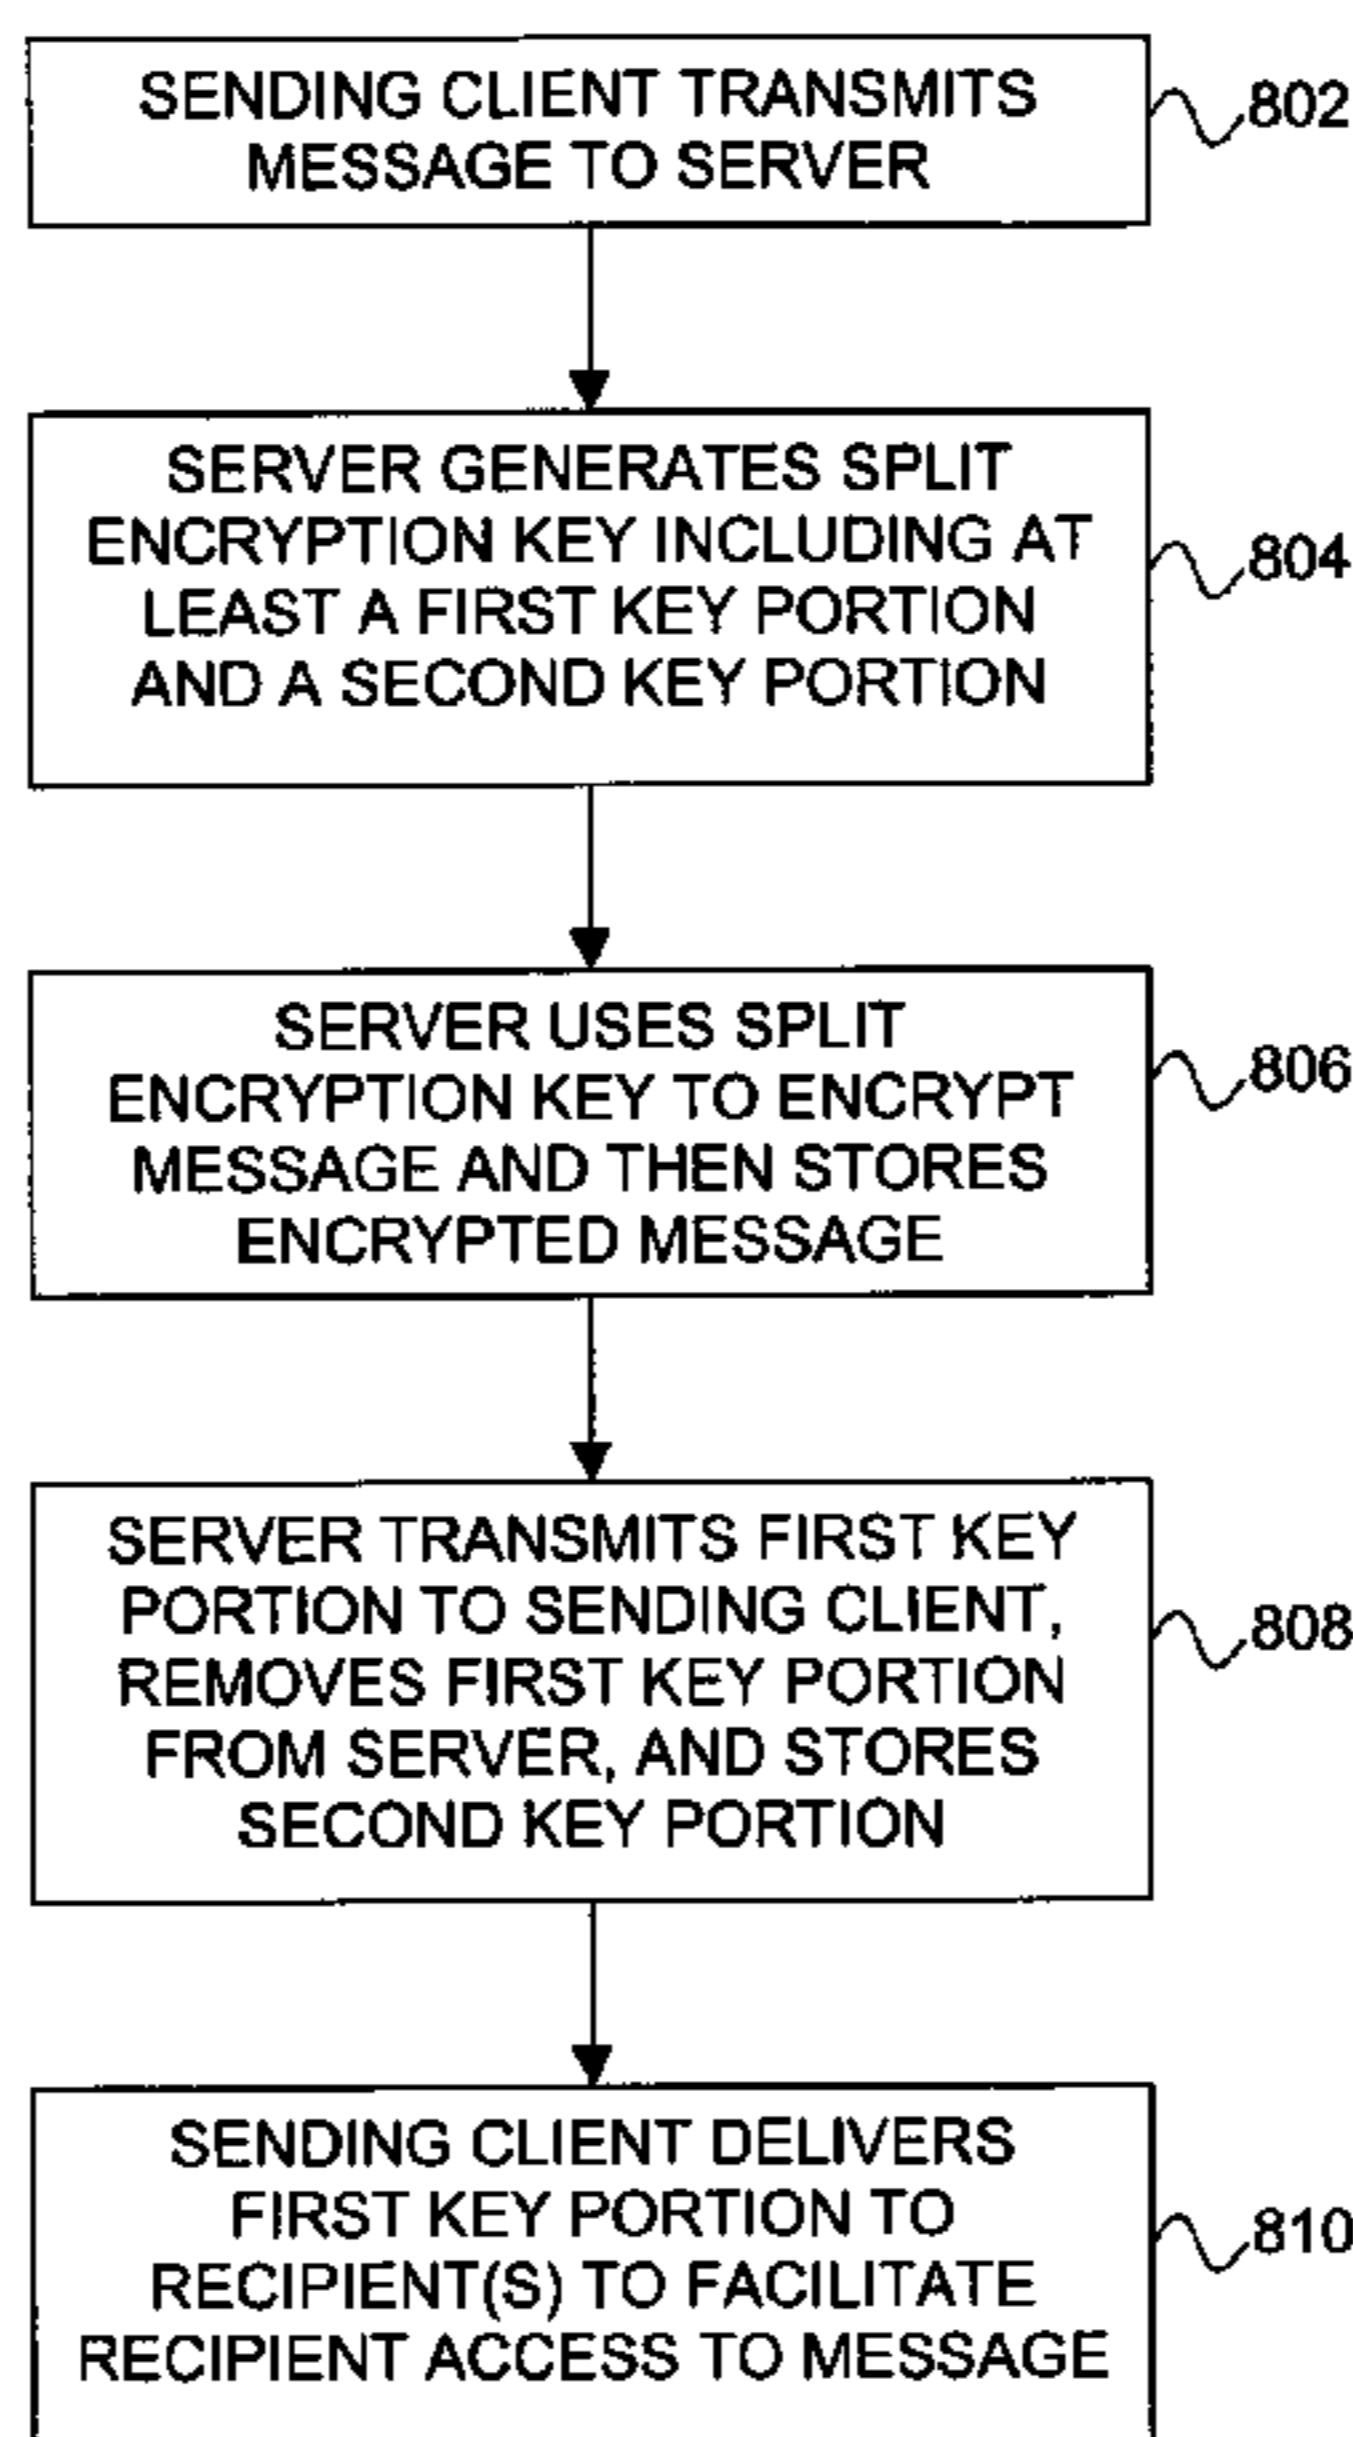 SENDING CLIENT TRANSMITS
MESSAGE TO SERVER
802
SERVER GENERATES SPLIT
ENCRYPTION KEY INCLUDING AT
LEAST A FIRST KEY PORTION
AND A SECOND KEY PORTION
804
SERVER USES SPLIT
ENCRYPTION KEY TO ENCRYPT
MESSAGE AND THEN STORES
ENCRYPTED MESSAGE
806
SERVER TRANSMITS FIRST KEY
PORTION TO SENDING CLIENT,
REMOVES FIRST KEY PORTION
FROM SERVER, AND STORES
SECOND KEY PORTION
808
SENDING CLIENT DELIVERS
FIRST KEY PORTION TO
RECIPIENT(S) TO FACILITATE
RECIPIENT ACCESS TO MESSAGE
810